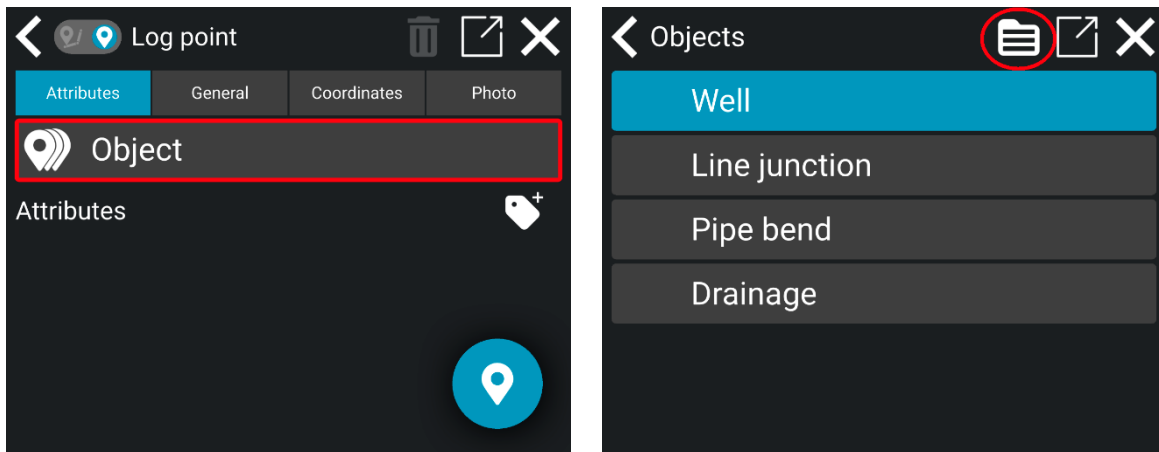 Log point
Attributes General Coordinates Photo
Object
Attributes
Objects
Well
Line junction
Pipe bend
Drainage